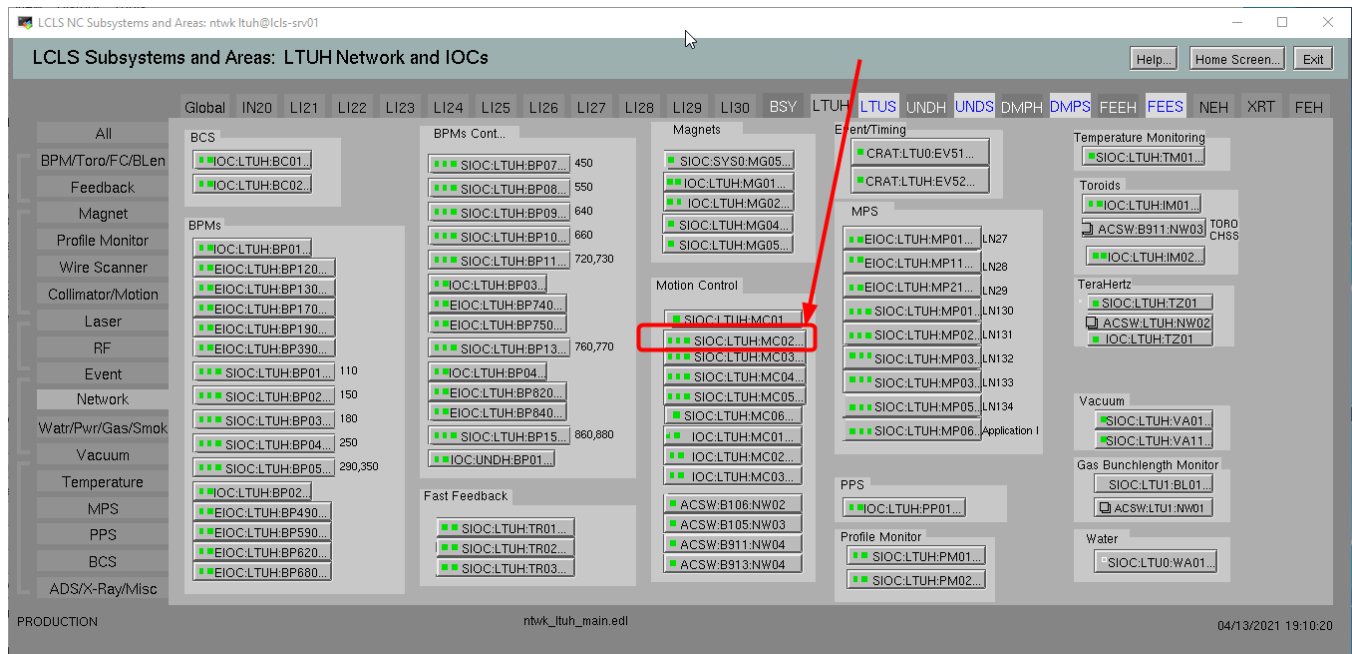 LCLS NC Subsystems and Areas: ntwk ltuh@lcls-srv01
LCLS Subsystems and Areas: LTUH Network and IOCs
Help...
Home Screen...
Exit
Global IN20 LI21 LI22 LI23 LI24 LI25 LI26 LI27 LI28 LI29 LI30 BSY LTUH LTUS UNDH UNDS DMPH DMPS FEEH FEES NEH XRT FEH
All
BPM/Toro/FC/BLen
Feedback
Magnet
Profile Monitor
Wire Scanner
Collimator/Motion
Laser
RF
Event
Network
Watr/Pwr/Gas/Smok
Vacuum
Temperature
MPS
PPS
BCS
ADS/X-Ray/Misc
BCS
IOC:LTUH:BC01...
IOC:LTUH:BC02...
BPMs
IOC:LTUH:BP01...
EIOC:LTUH:BP120...
EIOC:LTUH:BP130...
EIOC:LTUH:BP170...
EIOC:LTUH:BP190...
EIOC:LTUH:BP390...
SIOC:LTUH:BP01... 110
SIOC:LTUH:BP02... 150
SIOC:LTUH:BP03... 180
SIOC:LTUH:BP04... 250
SIOC:LTUH:BP05... 290,350
IOC:LTUH:BP02...
EIOC:LTUH:BP490...
EIOC:LTUH:BP590...
EIOC:LTUH:BP620...
EIOC:LTUH:BP680...
BPMs Cont...
SIOC:LTUH:BP07... 450
SIOC:LTUH:BP08... 550
SIOC:LTUH:BP09... 640
SIOC:LTUH:BP10... 660
SIOC:LTUH:BP11... 720,730
IOC:LTUH:BP03...
EIOC:LTUH:BP740...
EIOC:LTUH:BP750...
SIOC:LTUH:BP13... 760,770
IOC:LTUH:BP04...
EIOC:LTUH:BP820...
EIOC:LTUH:BP840...
SIOC:LTUH:BP15... 860,880
IOC:UNDH:BP01...
Fast Feedback
SIOC:LTUH:TR01...
SIOC:LTUH:TR02...
SIOC:LTUH:TR03...
Magnets
SIOC:SYS0:MG05...
IOC:LTUH:MG01...
IOC:LTUH:MG02...
SIOC:LTUH:MG04...
SIOC:LTUH:MG05...
Motion Control
SIOC:LTUH:MC01...
SIOC:LTUH:MC02...
SIOC:LTUH:MC03...
SIOC:LTUH:MC04...
SIOC:LTUH:MC05...
SIOC:LTUH:MC06...
IOC:LTUH:MC01...
IOC:LTUH:MC02...
IOC:LTUH:MC03...
ACSW:B106:NW02
ACSW:B105:NW03
ACSW:B911:NW04
ACSW:B913:NW04
Event/Timing
CRAT:LTU0:EV51...
CRAT:LTUH:EV52...
MPS
EIOC:LTUH:MP01... LN27
EIOC:LTUH:MP11... LN28
EIOC:LTUH:MP21... LN29
SIOC:LTUH:MP01.. LN130
SIOC:LTUH:MP02.. LN131
SIOC:LTUH:MP03.. LN132
SIOC:LTUH:MP03.. LN133
SIOC:LTUH:MP05.. LN134
SIOC:LTUH:MP06.. Application I
PPS
IOC:LTUH:PP01...
Profile Monitor
SIOC:LTUH:PM01...
SIOC:LTUH:PM02...
Temperature Monitoring
SIOC:LTUH:TM01...
Toroids
IOC:LTUH:IM01...
ACSW:B911:NW03 TORO
CHSS
IOC:LTUH:IM02...
TeraHertz
SIOC:LTUH:TZ01
ACSW:LTUH:NW02
IOC:LTUH:TZ01
Vacuum
SIOC:LTUH:VA01...
SIOC:LTUH:VA11...
Gas Bunchlength Monitor
SIOC:LTU1:BL01...
ACSW:LTU1:NW01
Water
SIOC:LTU0:WA01...
PRODUCTION
ntwk_ltuh_main.edl
04/13/2021 19:10:20